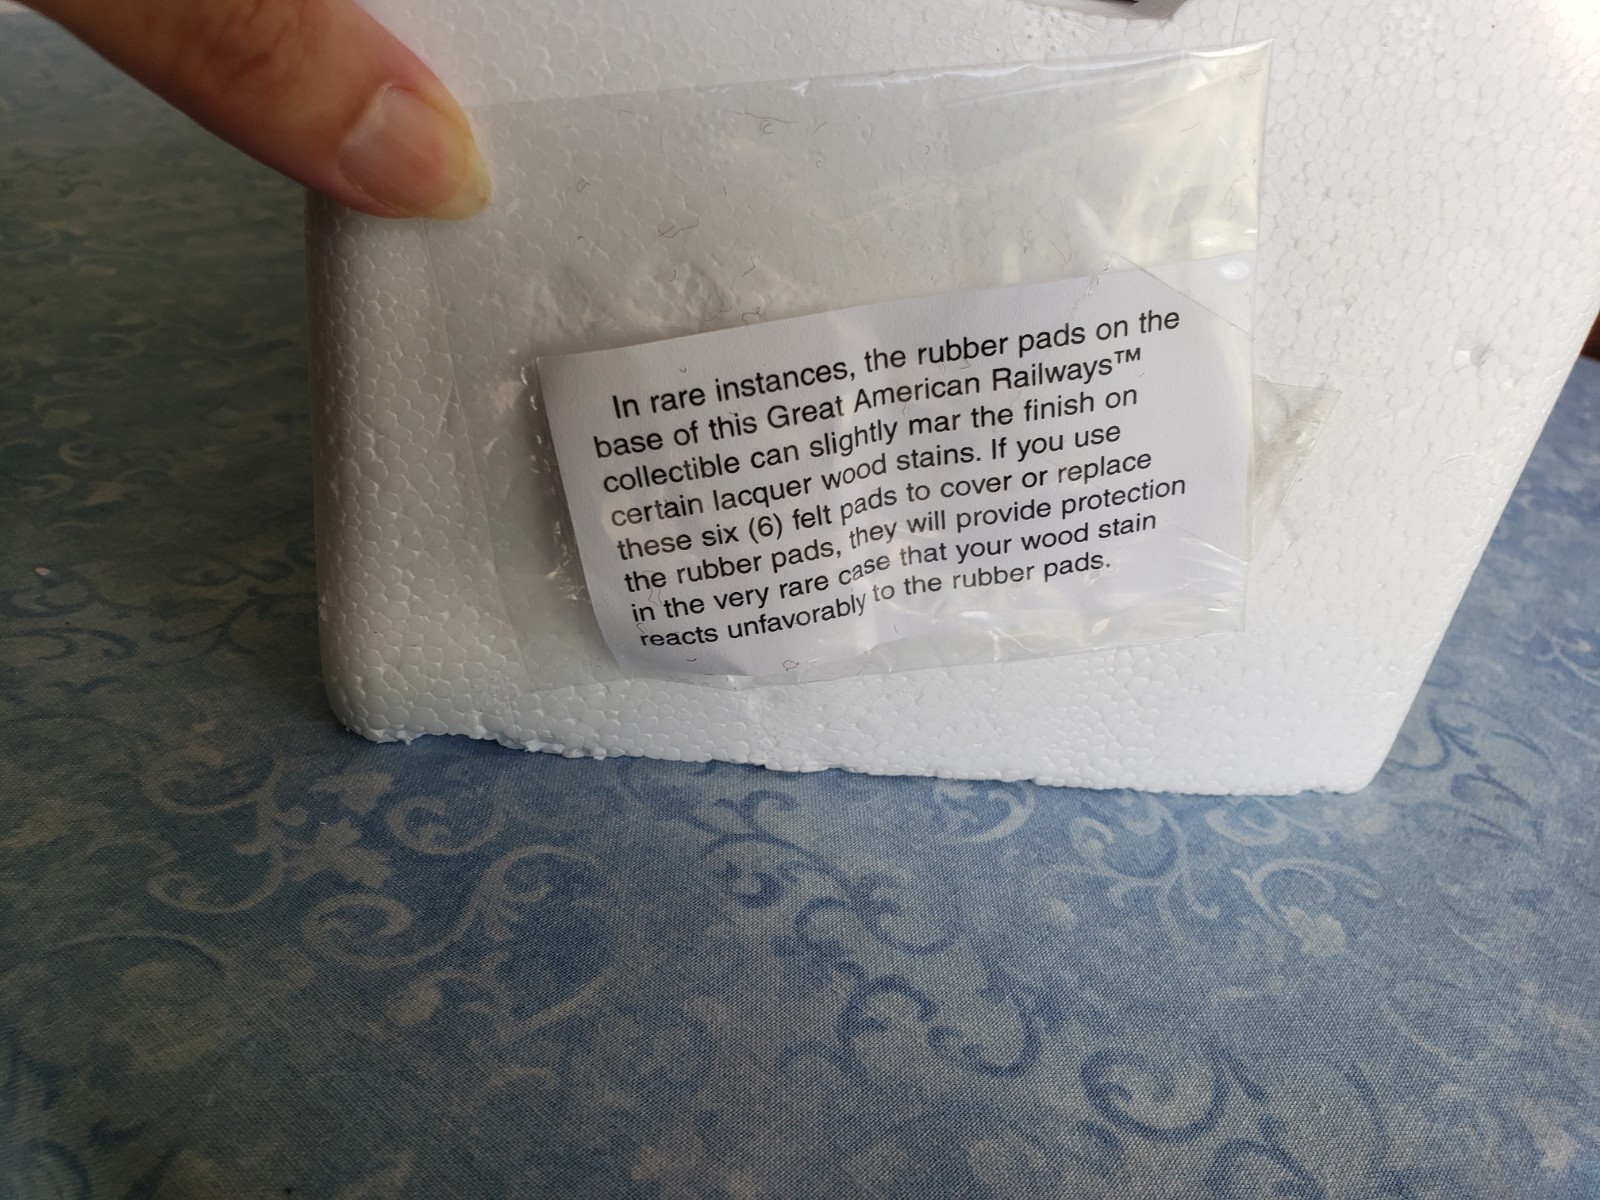 In rare instances, the rubber pads on the
base of this Great American Railways™
collectible can slightly mar the finish on
certain lacquer wood stains. If you use
these six (6) felt pads to cover or replace
the rubber pads, they will provide protection
in the very rare case that your wood stain
reacts unfavorably to the rubber pads.